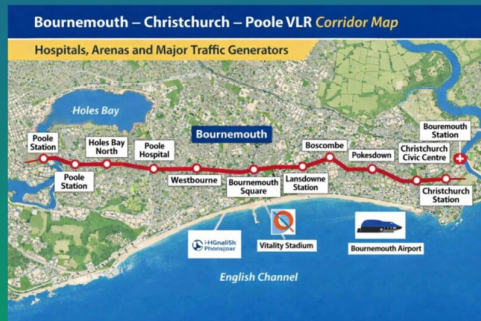 Bournemouth – Christchurch – Poole VLR Corridor Map
Hospitals, Arenas and Major Traffic Generators
Holes Bay
Poole
Station
Poole
Station
Holes Bay
North
Poole
Hospital
Bournemouth
Westbourne
Bournemouth
Square
Lansdowne
Station
Boscombe
Pokesdown
Bouremouth
Station
Christchurch
Civic Centre
Christchurch
Station
Vitality Stadium
Bournemouth Airport
English Channel